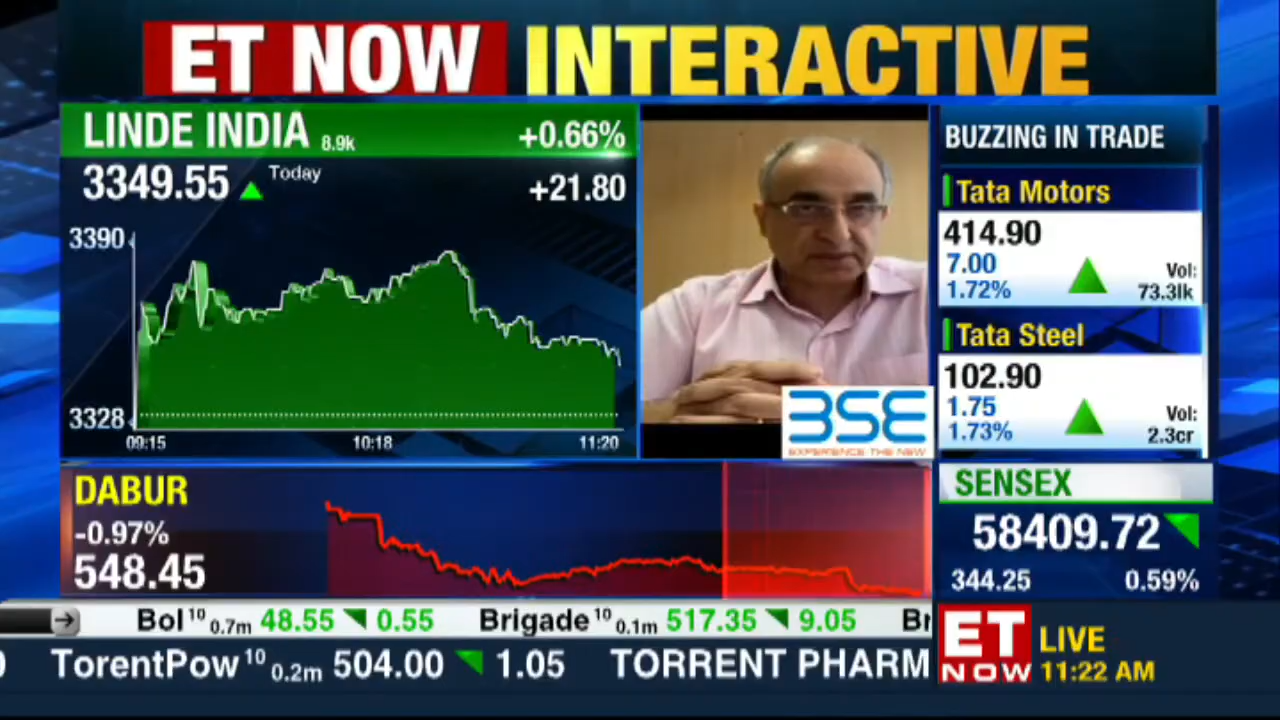 ET NOW INTERACTIVE
LINDE INDIA 8.9k +0.66%
3349.55 Today +21.80
3390
3328
09:15 10:18 11:20
BSE
EXPERIENCE THE NEW
BUZZING IN TRADE
Tata Motors
414.90
7.00
1.72%
Vol:
73.3lk
Tata Steel
102.90
1.75
1.73%
Vol:
2.3cr
DABUR
-0.97%
548.45
SENSEX
58409.72
344.25 0.59%
Bol 10 0.7m 48.55 0.55 Brigade 10 0.1m 517.35 9.05 Br
TorentPow 10 0.2m 504.00 1.05 TORRENT PHARM
ET NOW
LIVE
11:22 AM